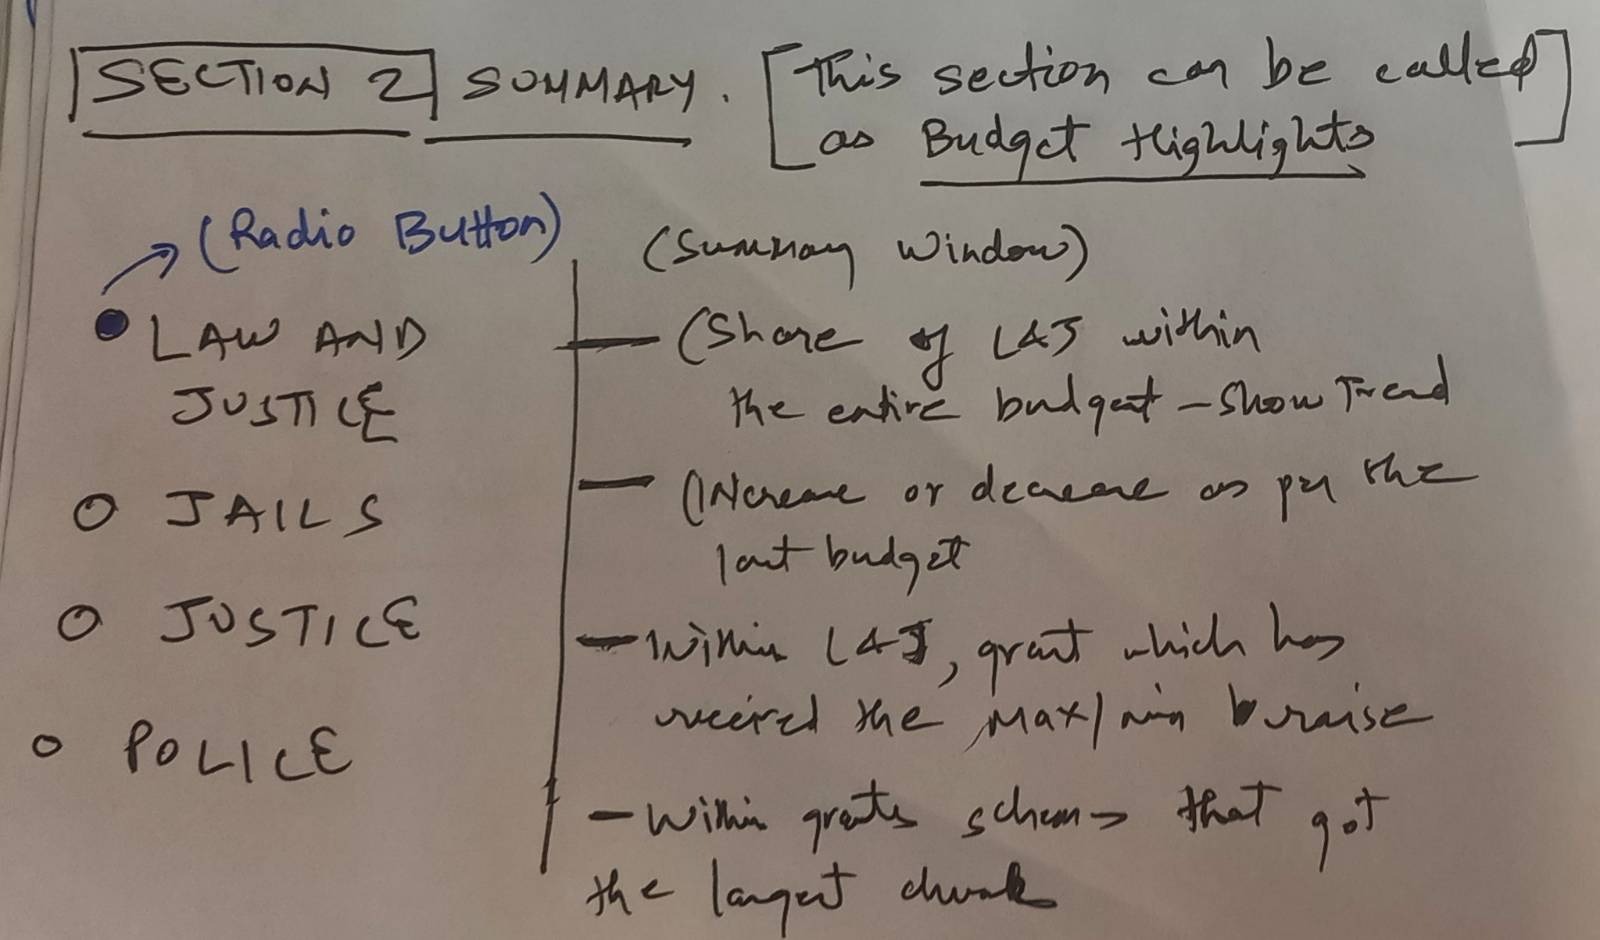 SECTION 2 SUMMARY. [This section can be called
as Budget Highlights]
(Radio Button)
LAW AND
JUSTICE
JAILS
JUSTICE
POLICE
(Summary Window)
— (Share of L&J within
the entire budget – Show Trend
— (Increase or decrease as per the
last budget
— Within L&J, grant which has
received the Max/min raise
— Within grants schemes that got
the largest chunk